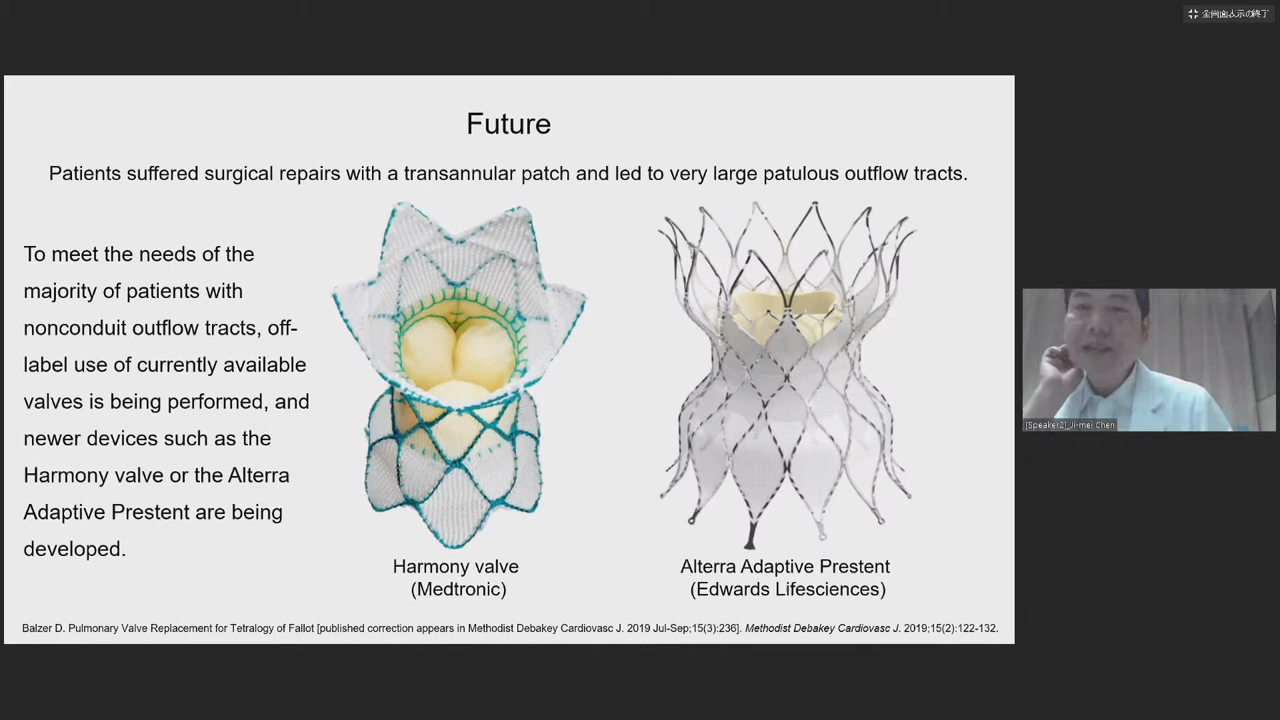 全画面表示の終了
Future
Patients suffered surgical repairs with a transannular patch and led to very large patulous outflow tracts.
To meet the needs of the
majority of patients with
nonconduit outflow tracts, off-
label use of currently available
valves is being performed, and
newer devices such as the
Harmony valve or the Alterra
Adaptive Prestent are being
developed.
Harmony valve
(Medtronic)
Alterra Adaptive Prestent
(Edwards Lifesciences)
Balzer D. Pulmonary Valve Replacement for Tetralogy of Fallot [published correction appears in Methodist Debakey Cardiovasc J. 2019 Jul-Sep;15(3):236]. Methodist Debakey Cardiovasc J. 2019;15(2):122-132.
[Speaker2]_Ji-mei Chen